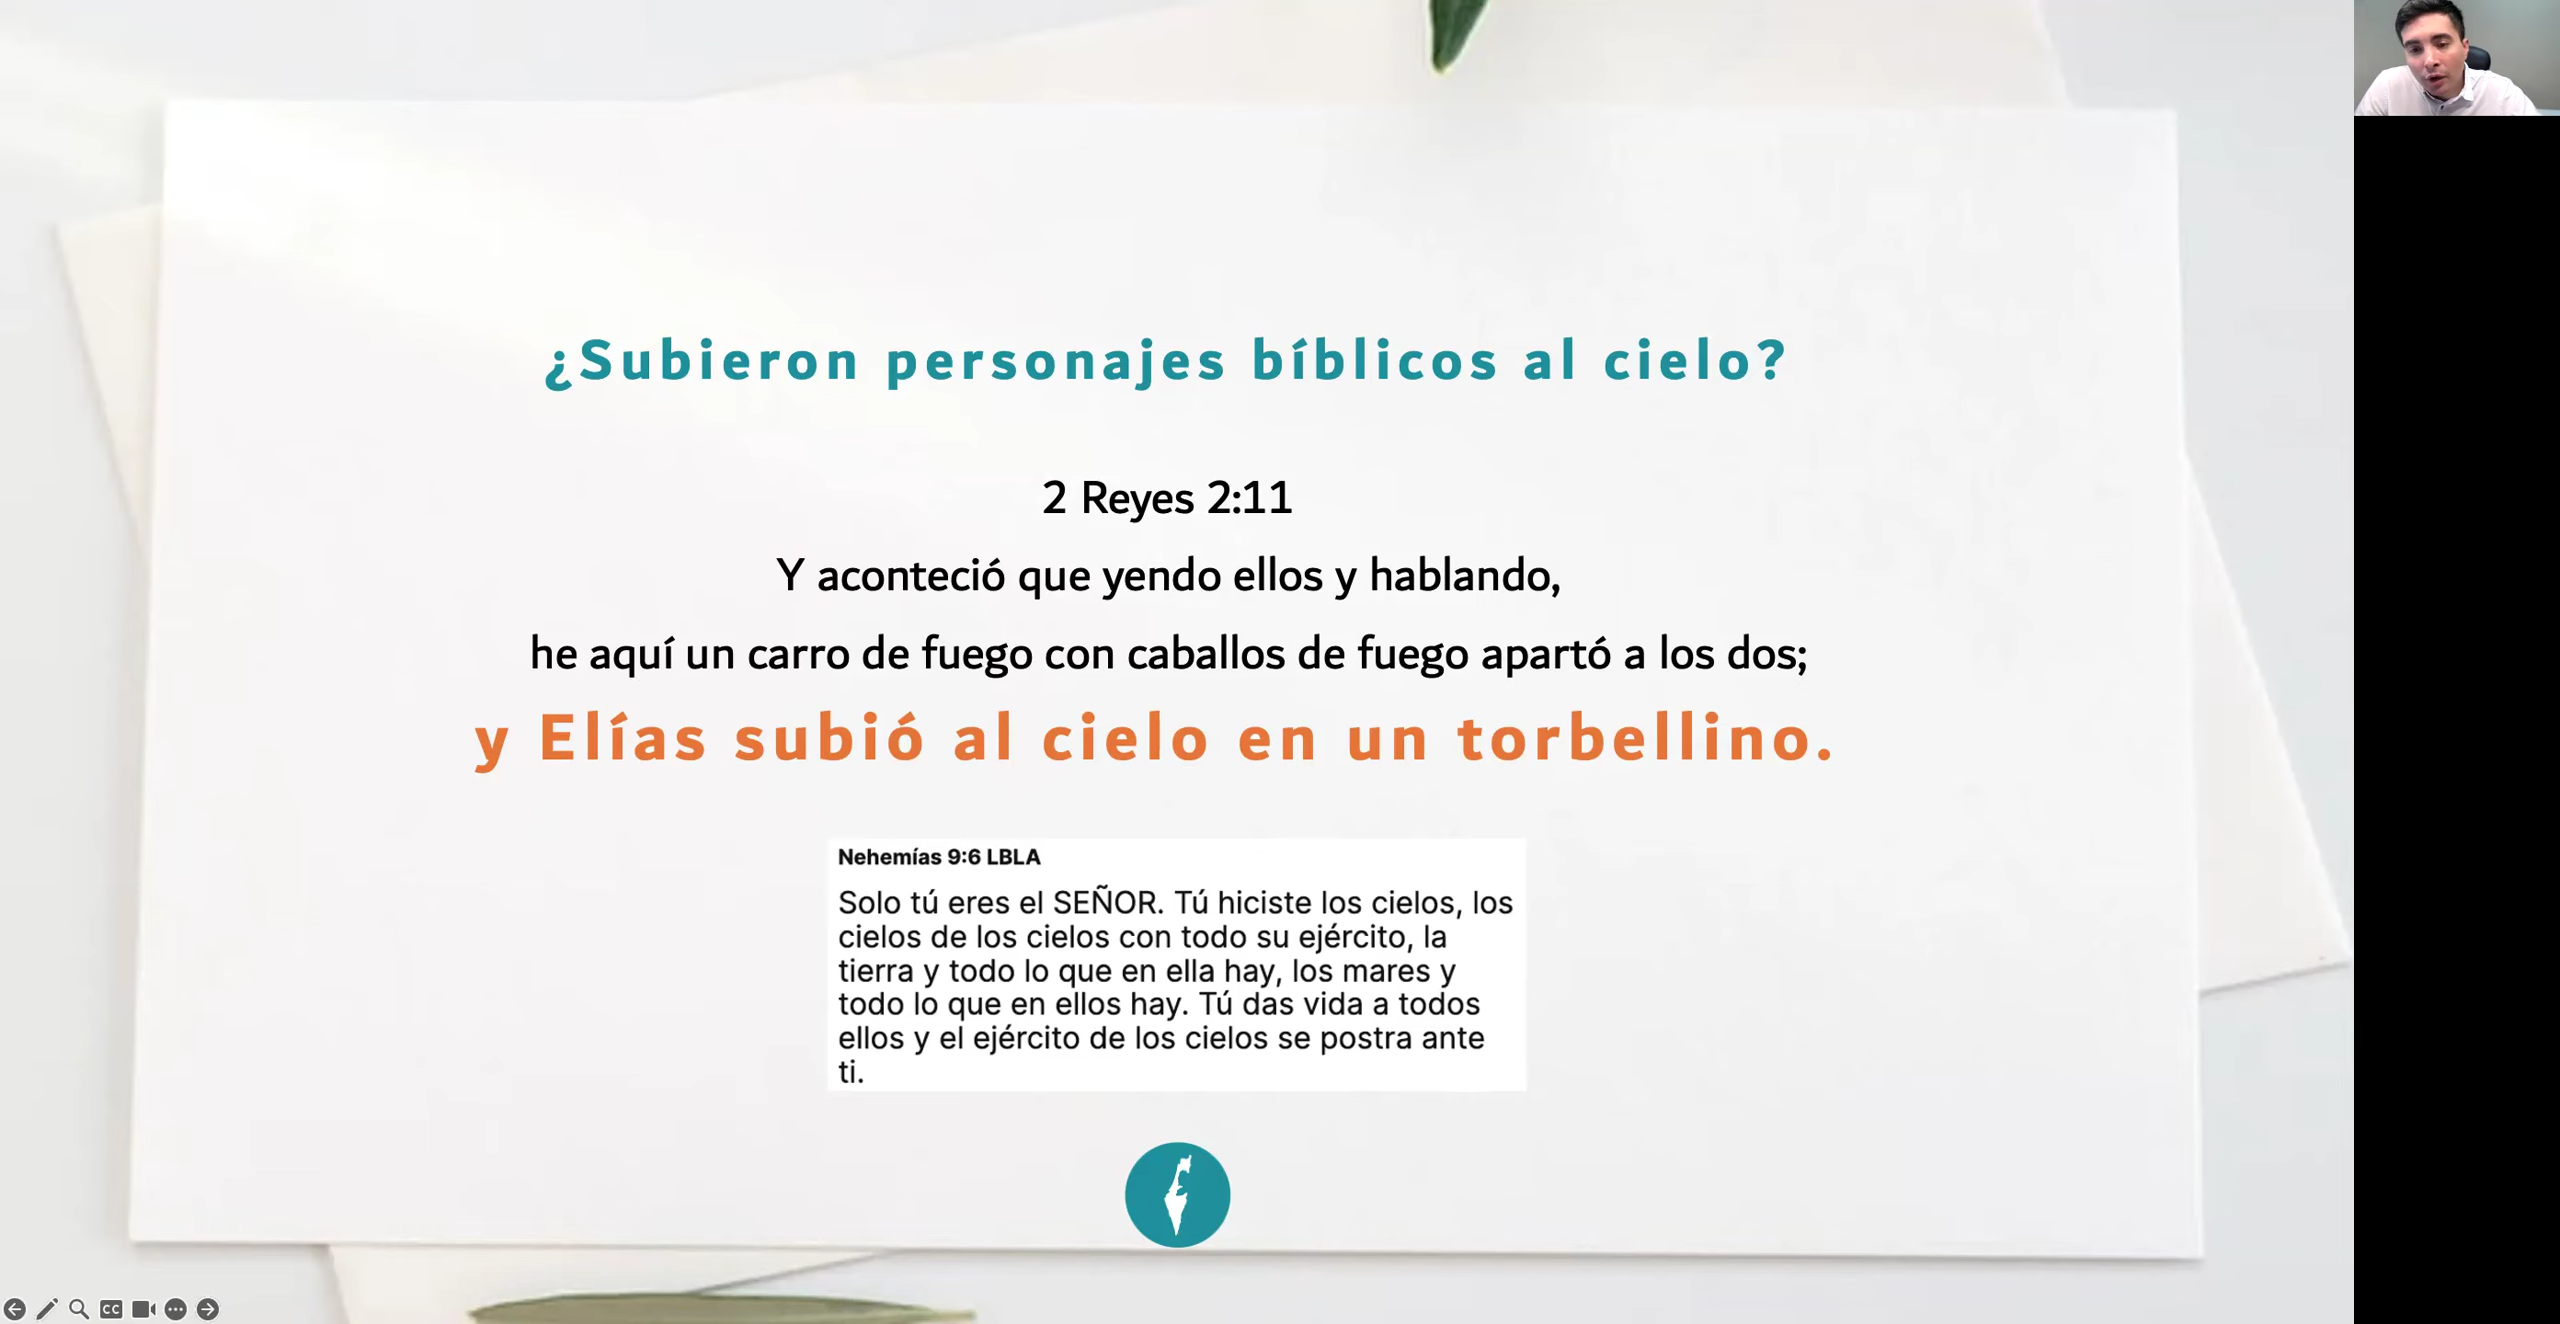 ¿Subieron personajes bíblicos al cielo?
2 Reyes 2:11
Y aconteció que yendo ellos y hablando,
he aquí un carro de fuego con caballos de fuego apartó a los dos;
y Elías subió al cielo en un torbellino.
Nehemías 9:6 LBLA
Solo tú eres el SEÑOR. Tú hiciste los cielos, los
cielos de los cielos con todo su ejército, la
tierra y todo lo que en ella hay, los mares y
todo lo que en ellos hay. Tú das vida a todos
ellos y el ejército de los cielos se postra ante
ti.
CC